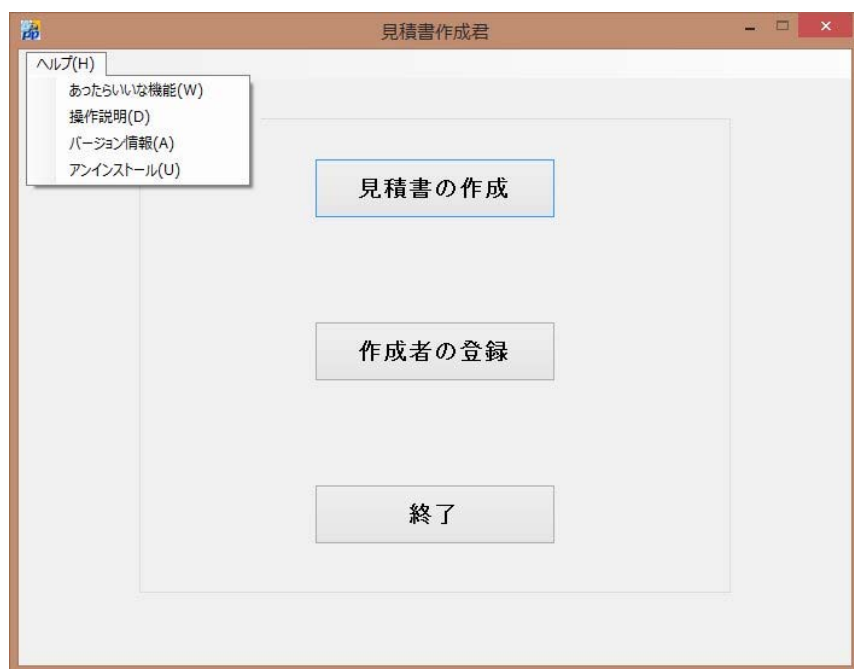 見積書作成君
ヘルプ(H)
あったらいいな機能(W)
操作説明(D)
バージョン情報(A)
アンインストール(U)
見積書の作成
作成者の登録
終了